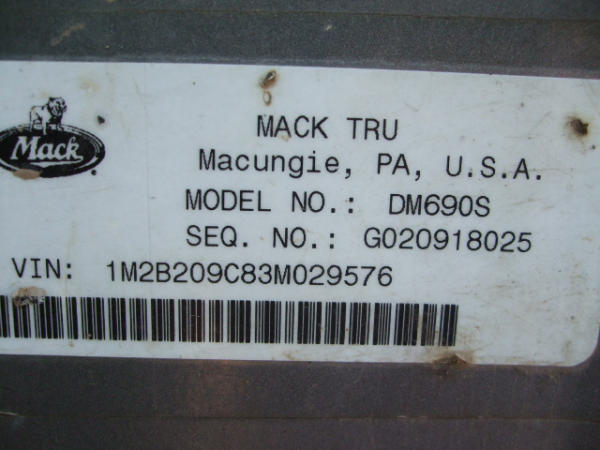 Mack
MACK TRU
Macungie, PA, U.S.A.
MODEL NO.: DM690S
SEQ. NO.: G020918025
VIN: 1M2B209C83M029576